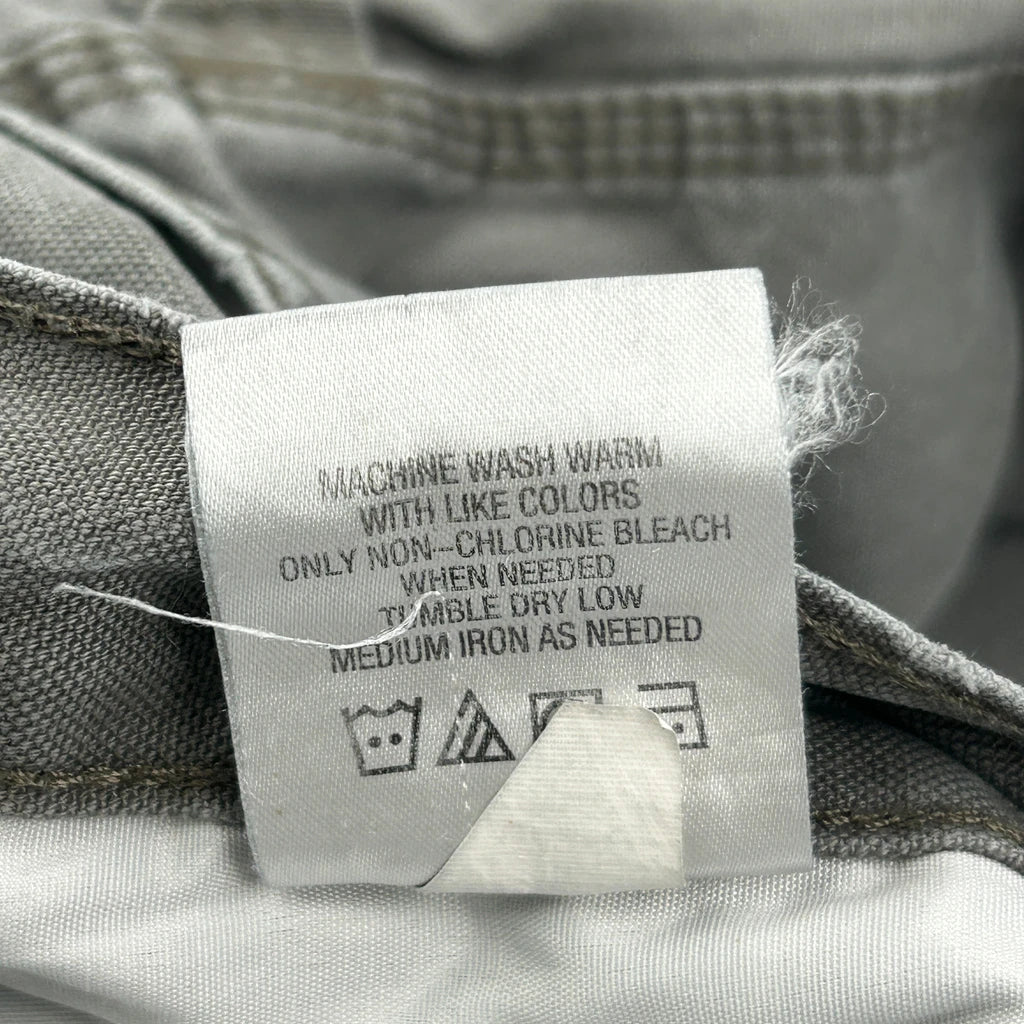 MACHINE WASH WARM
WITH LIKE COLORS
ONLY NON-CHLORINE BLEACH
WHEN NEEDED
TUMBLE DRY LOW
MEDIUM IRON AS NEEDED